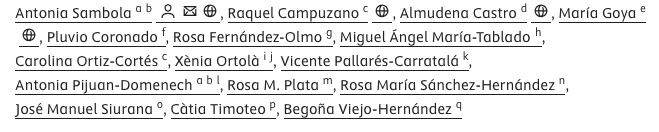 Antonia Sambola a b, Raquel Campuzano c, Almudena Castro d, María Goya e
, Pluvio Coronado f, Rosa Fernández-Olmo g, Miguel Ángel María-Tablado h,
Carolina Ortiz-Cortés c, Xènia Ortolà i j, Vicente Pallarés-Carratalá k,
Antonia Pijuan-Domenech a b l, Rosa M. Plata m, Rosa María Sánchez-Hernández n,
José Manuel Siurana o, Càtia Timoteo p, Begoña Viejo-Hernández q